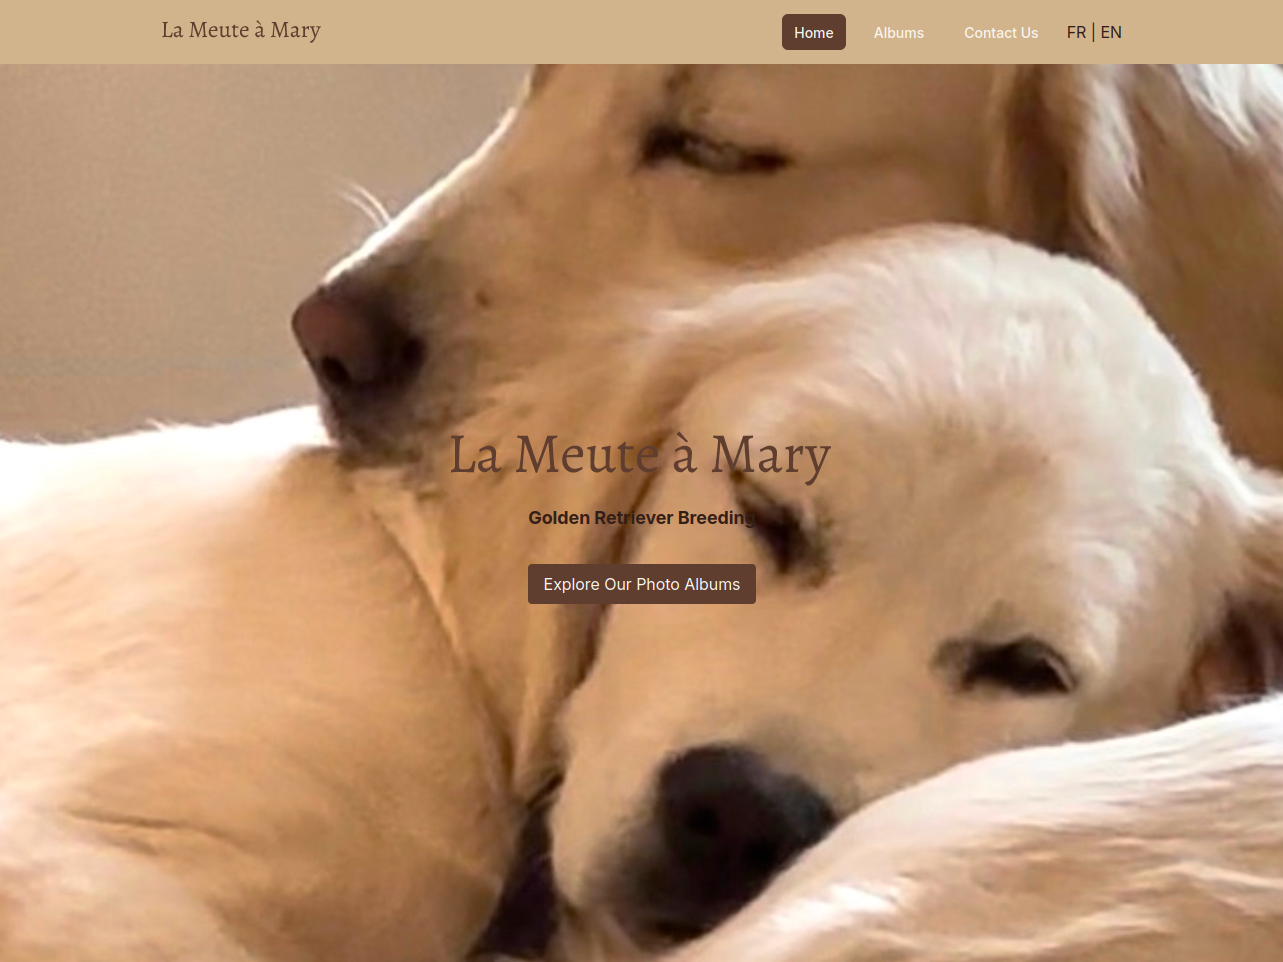 La Meute à Mary
Home Albums Contact Us FR | EN
La Meute à Mary
Golden Retriever Breeding
Explore Our Photo Albums